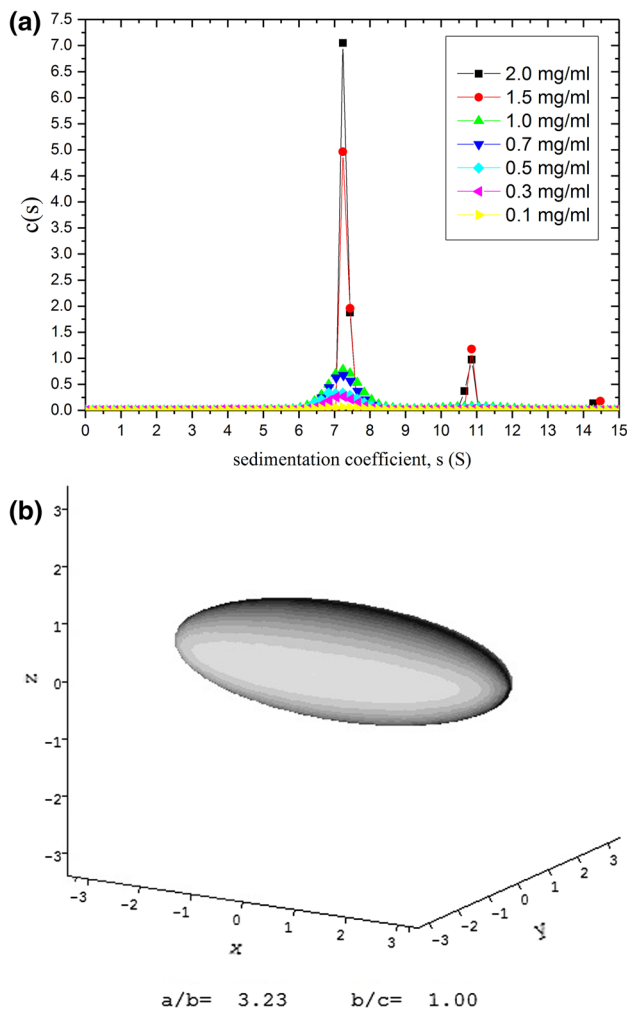 (a)
7.5
7.0
6.5
6.0
5.5
5.0
4.5
4.0
3.5
3.0
2.5
2.0
1.5
1.0
0.5
0.0
c(s)
2.0 mg/ml
1.5 mg/ml
1.0 mg/ml
0.7 mg/ml
0.5 mg/ml
0.3 mg/ml
0.1 mg/ml
0 1 2 3 4 5 6 7 8 9 10 11 12 13 14 15
sedimentation coefficient, s (S)
(b)
3
2
1
0
-1
-2
-3
z
-3 -2 -1 0 1 2 3
x
-3 -2 -1 0 1 2 3
y
a/b= 3.23 b/c= 1.00